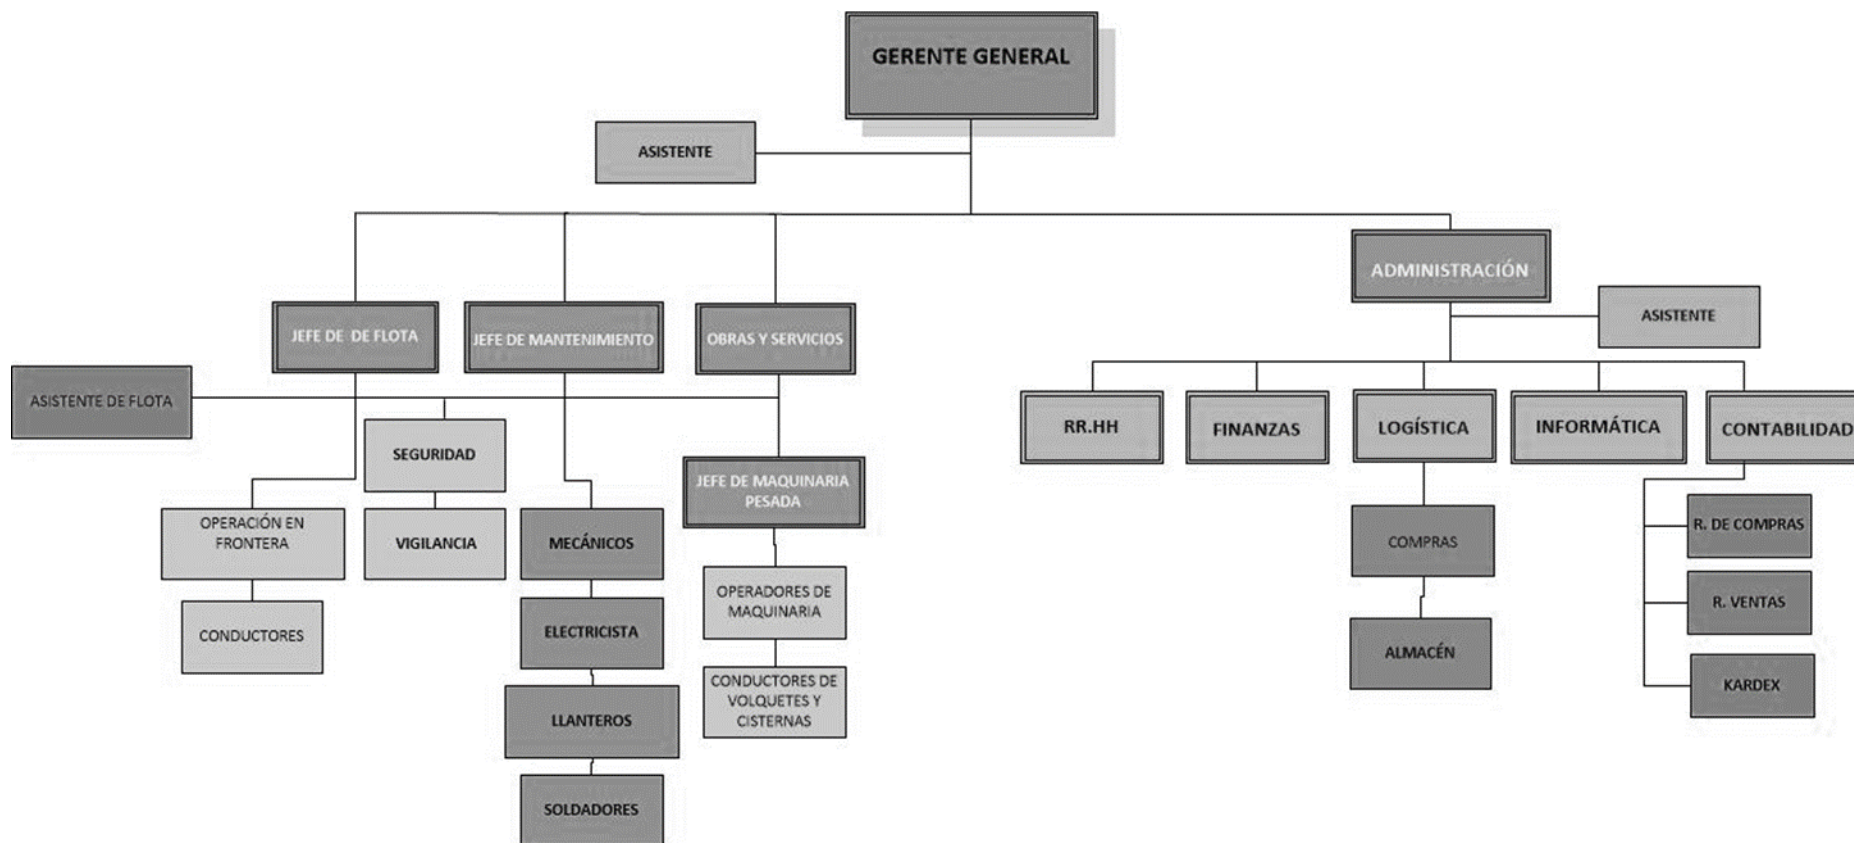 GERENTE GENERAL
ASISTENTE
ADMINISTRACIÓN
ASISTENTE
JEFE DE  DE FLOTA
JEFE DE MANTENIMIENTO
OBRAS Y SERVICIOS
ASISTENTE DE FLOTA
RR.HH
FINANZAS
LOGÍSTICA
INFORMÁTICA
CONTABILIDAD
SEGURIDAD
JEFE DE MAQUINARIA
PESADA
OPERACIÓN EN
FRONTERA
VIGILANCIA
MECÁNICOS
COMPRAS
R. DE COMPRAS
OPERADORES DE
MAQUINARIA
R. VENTAS
CONDUCTORES
ELECTRICISTA
ALMACÉN
CONDUCTORES DE
VOLQUETES Y
CISTERNAS
KARDEX
LLANTEROS
SOLDADORES